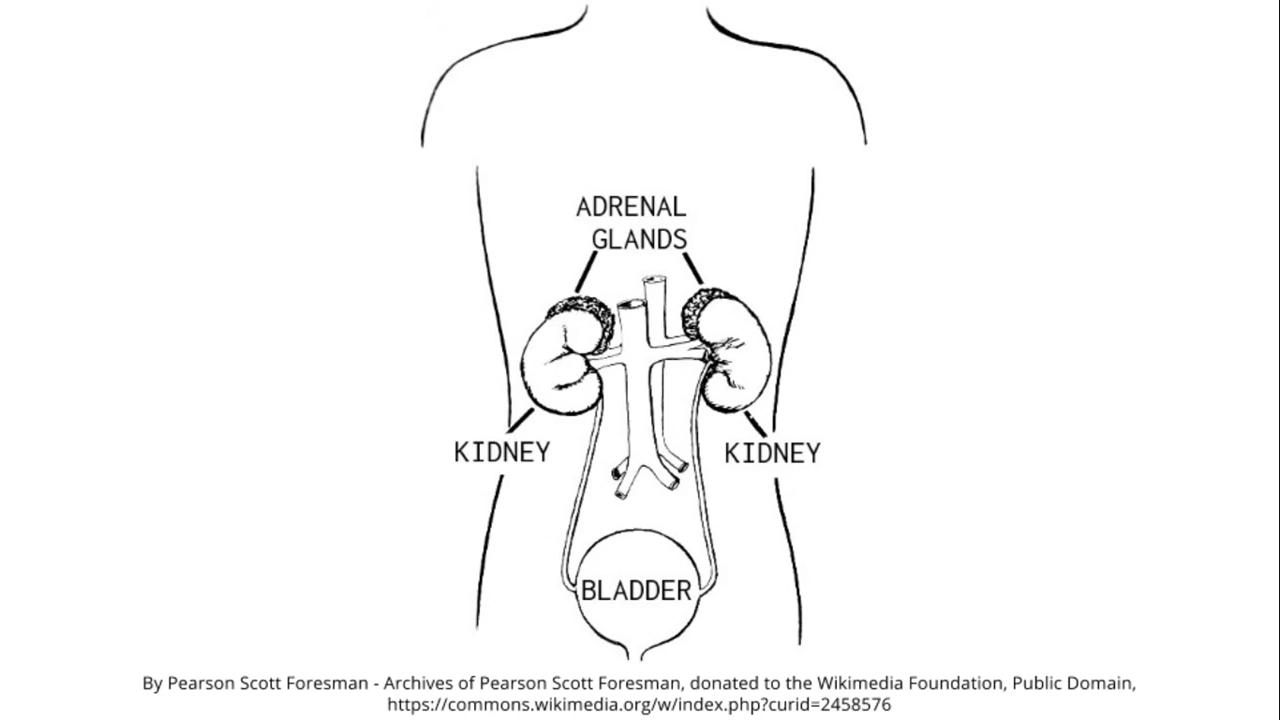 ADRENAL
GLANDS
KIDNEY
KIDNEY
BLADDER
By Pearson Scott Foresman - Archives of Pearson Scott Foresman, donated to the Wikimedia Foundation, Public Domain,
https://commons.wikimedia.org/w/index.php?curid=2458576